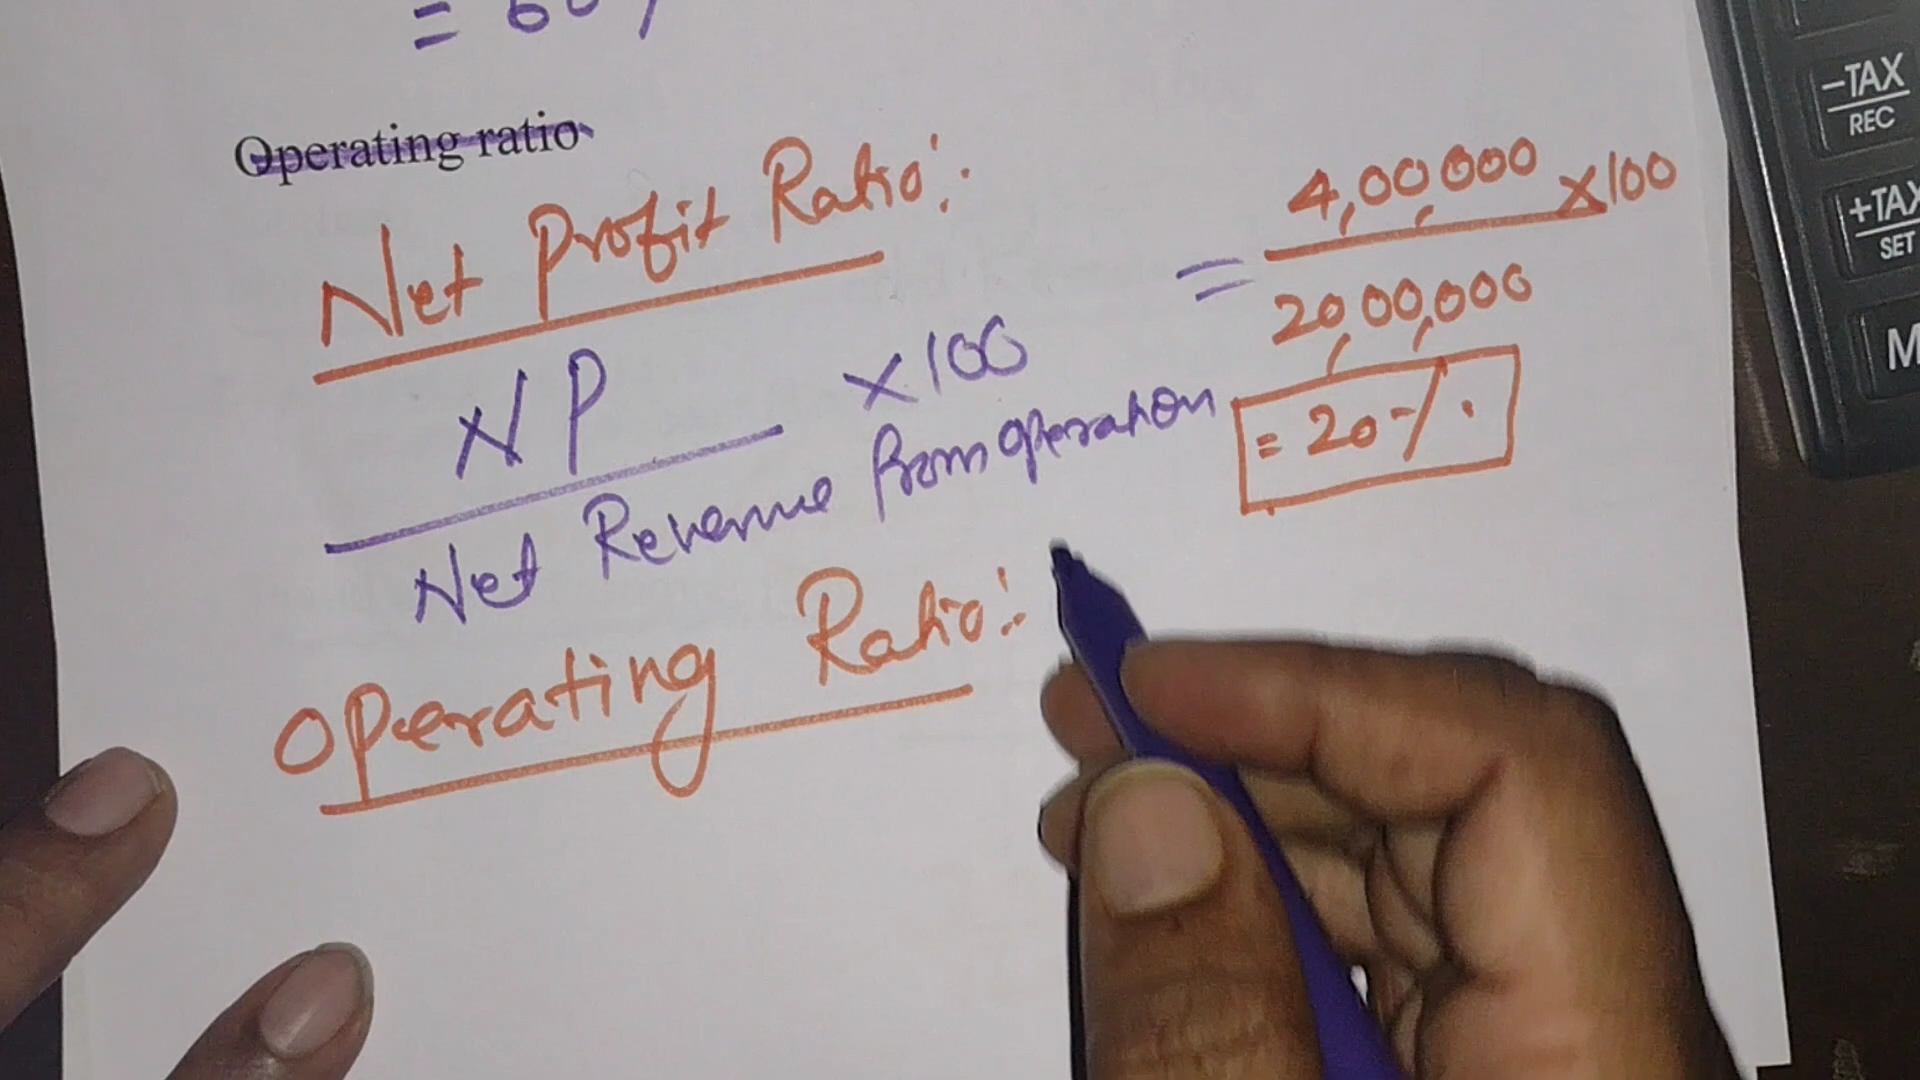 = 60%
Operating ratio
Net Profit Ratio:-
NP × 100
Net Revenue from operation
= 4,00,000 × 100
20,00,000
= 20%.
Operating Ratio:-
-TAX
REC
+TAX
SET
M